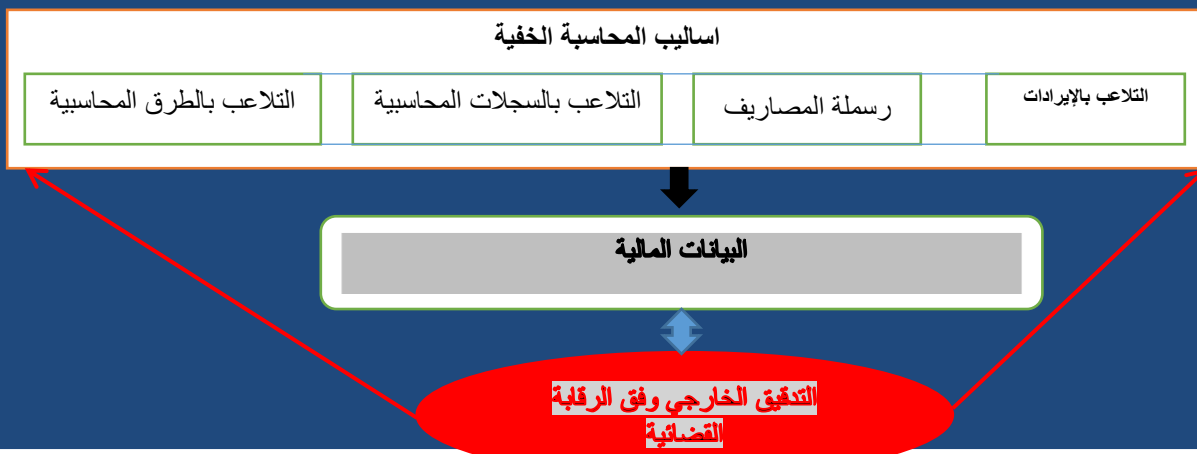 اساليب المحاسبة الخفية
التلاعب بالإيرادات
رسملة المصاريف
التلاعب بالسجلات المحاسبية
التلاعب بالطرق المحاسبية
البيانات المالية
التدقيق الخارجي وفق الرقابة
القضائية